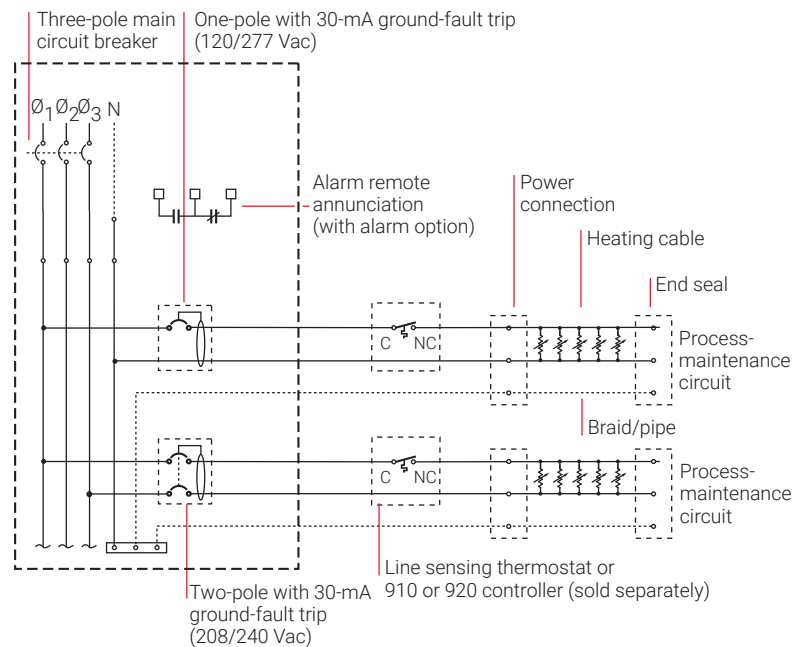 Three-pole main
circuit breaker
One-pole with 30-mA ground-fault trip
(120/277 Vac)
Ø1 Ø2 Ø3 N
Alarm remote
annunciation
(with alarm option)
Power
connection
Heating cable
End seal
C NC
Process-
maintenance
circuit
Braid/pipe
C NC
Process-
maintenance
circuit
Line sensing thermostat or
910 or 920 controller (sold separately)
Two-pole with 30-mA
ground-fault trip
(208/240 Vac)